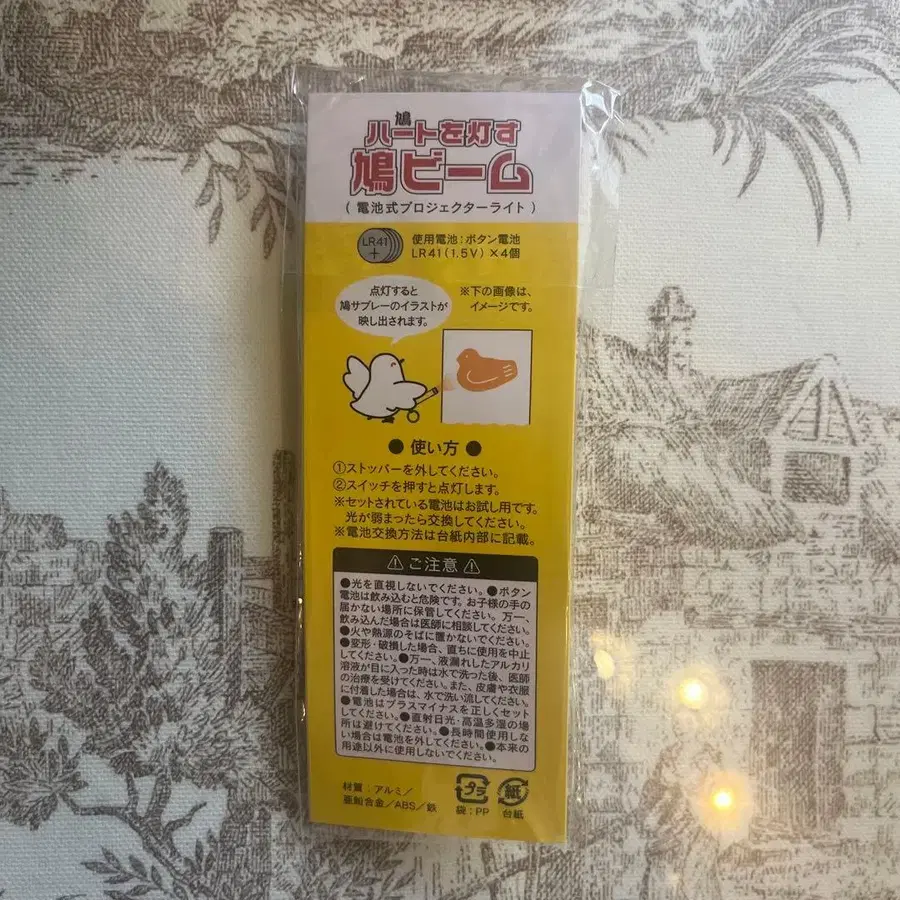 鳩
ハートを灯す
鳩ビーム
(電池式プロジェクターライト)
LR41
+
使用電池:ボタン電池
LR41(1.5V)×4個
点灯すると
鳩サブレーのイラストが
映し出されます。
※下の画像は、
イメージです。
● 使い方 ●
①ストッパーを外してください。
②スイッチを押すと点灯します。
※セットされている電池はお試し用です。
光が弱まったら交換してください。
※電池交換方法は台紙内部に記載。
⚠ご注意⚠
●光を直視しないでください。●ボタン
電池は飲み込むと危険です。お子様の手の
届かない場所に保管してください。万一、
飲み込んだ場合は医師に相談してください。
●火や熱源のそばに置かないでください。
●変形・破損した場合、直ちに使用を中止
してください。●万一、液漏れしたアルカリ
溶液が目に入った時は水で洗った後、医師
の治療を受けてください。また、皮膚や衣服
に付着した場合は、水で洗い流してください。
●電池はプラスマイナスを正しくセット
してください。●直射日光・高温多湿の場
所は避けてください。●長時間使用しな
い場合は電池を外してください。●本来の
用途以外に使用しないでください。
材質:アルミ/
亜鉛合金/ABS/鉄
プラ
袋:PP
紙
台紙